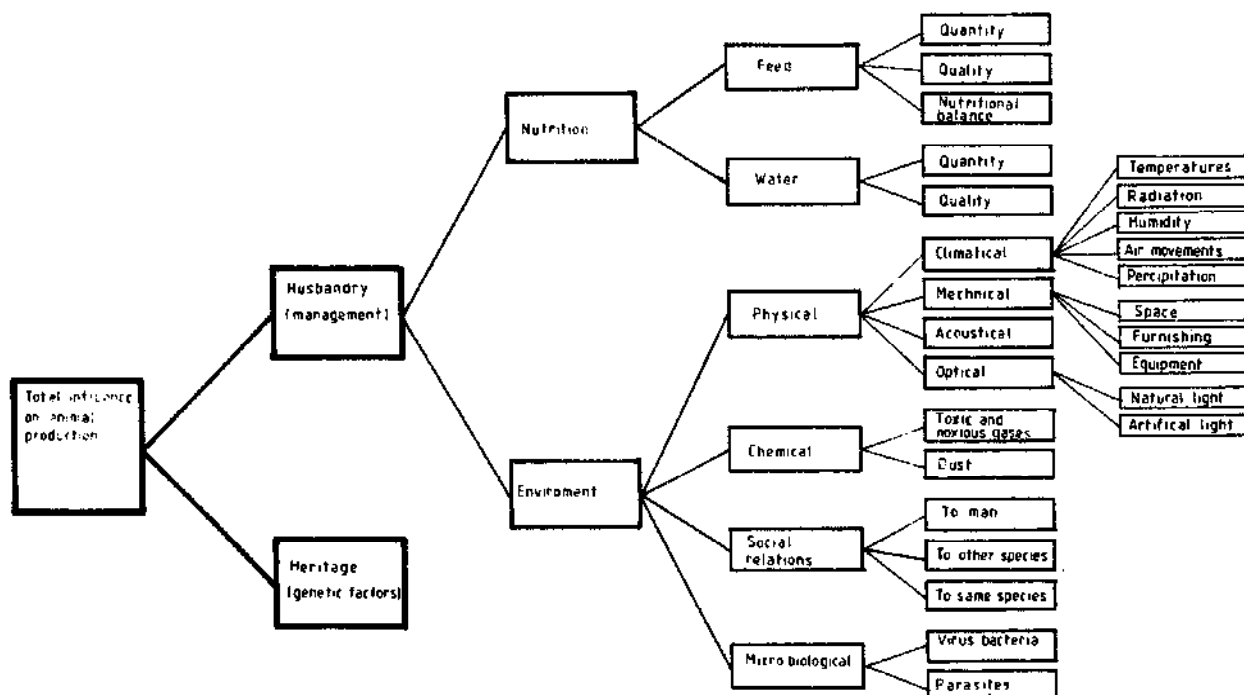 Total influence
on animal
production
Husbandry
(management)
Heritage
(genetic factors)
Nutrition
Enviroment
Feed
Water
Physical
Chemical
Social
relations
Micro biological
Quantity
Quality
Nutritional
balance
Quantity
Quality
Climatical
Mechnical
Acoustical
Optical
Toxic and
noxious gases
Dust
To man
To other species
To same species
Virus bacteria
Parasites
Temperatures
Radiation
Humidity
Air movements
Percipitation
Space
Furnishing
Equipment
Natural light
Artifical light